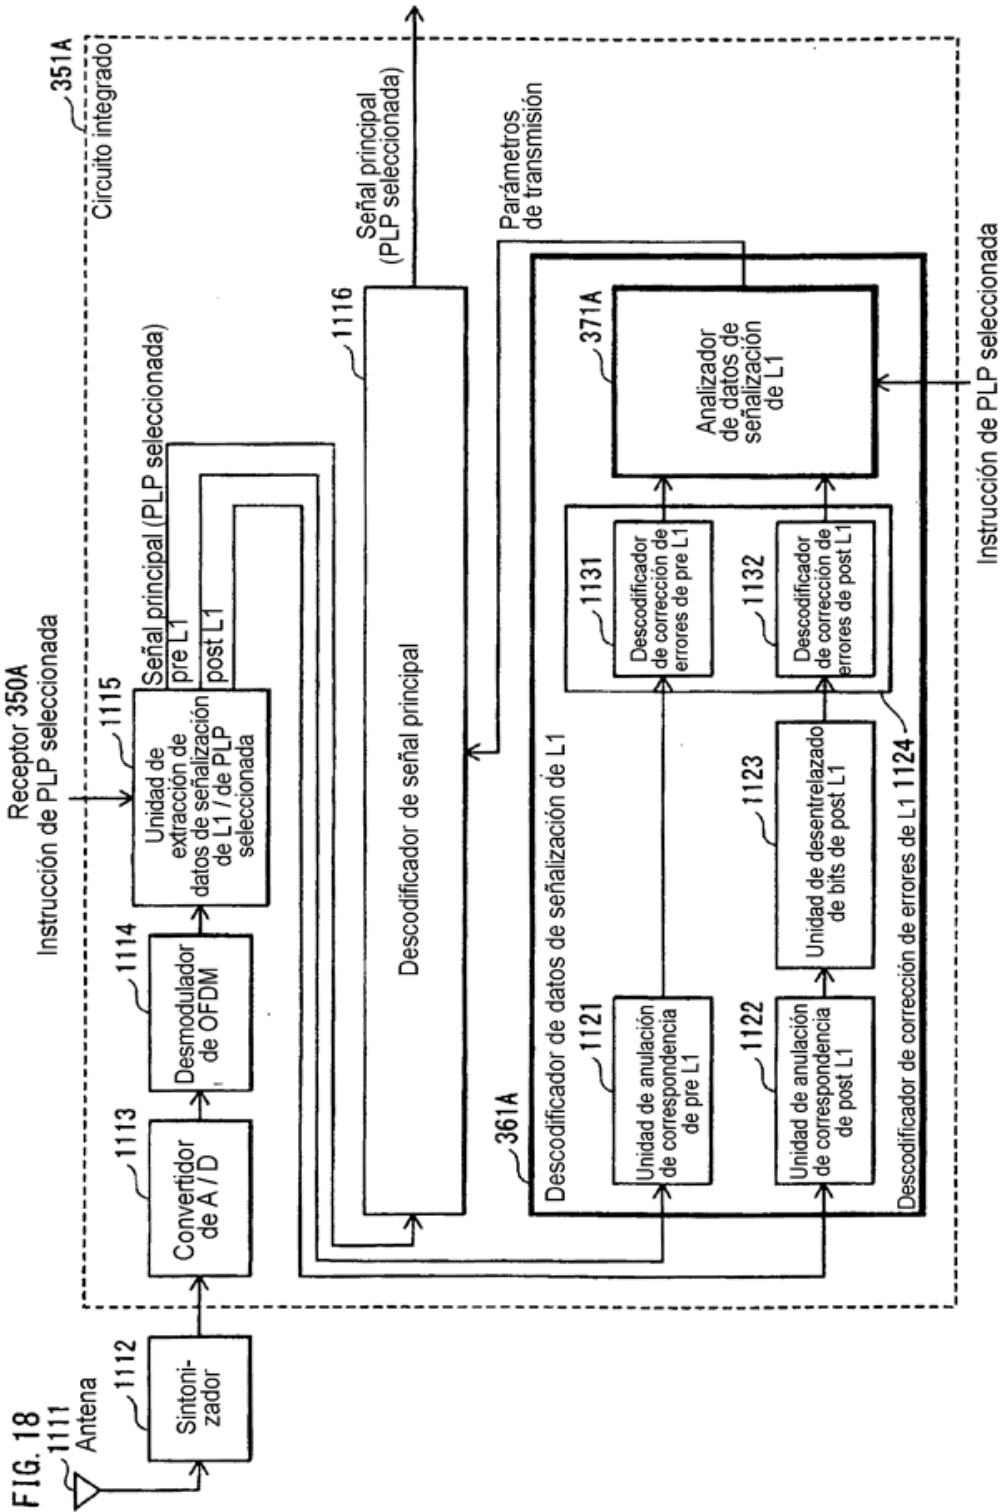 FIG. 18
Receptor 350A
Instrucción de PLP seleccionada
1111
Antena
1112
Sintoni-
zador
1113
Convertidor
de A / D
1114
Desmodulador
de OFDM
1115
Unidad de
extracción de
datos de señalización
de L1 / de PLP
seleccionada
Señal principal (PLP seleccionada)
pre L1
post L1
351A
Circuito integrado
1116
Descodificador de señal principal
Señal principal
(PLP seleccionada)
Parámetros
de transmisión
361A
Descodificador de datos de señalización de L1
1121
Unidad de anulación
de correspondencia
de pre L1
1131
Descodificador
de corrección de
errores de pre L1
371A
Analizador
de datos de
señalización
de L1
1122
Unidad de anulación
de correspondencia
de post L1
1123
Unidad de desentrelazado
de bits de post L1
1132
Descodificador
de corrección de
errores de post L1
Descodificador de corrección de errores de L1 1124
Instrucción de PLP seleccionada